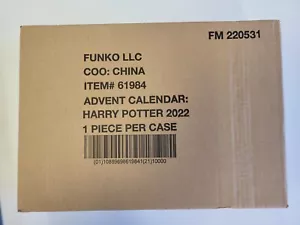 FM 220531
FUNKO LLC
COO: CHINA
ITEM# 61984
ADVENT CALENDAR:
HARRY POTTER 2022
1 PIECE PER CASE